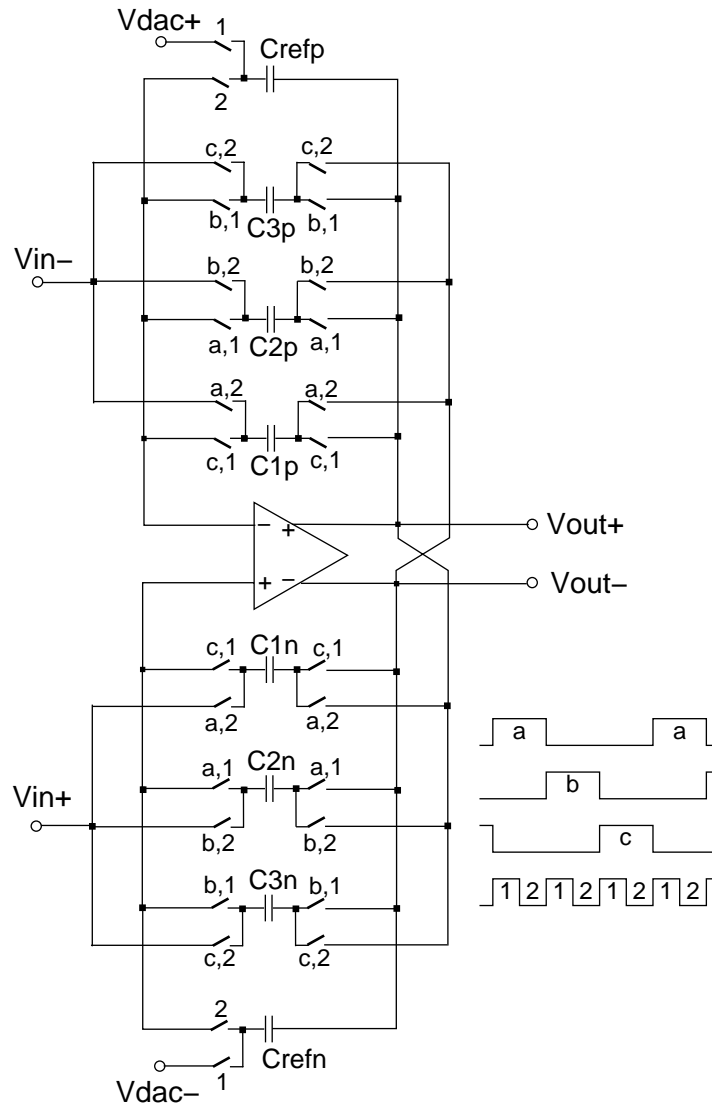 Vdac+ 1
Crefp
2
c,2 c,2
b,1 C3p b,1
Vin−
b,2 b,2
a,1 C2p a,1
a,2 a,2
c,1 C1p c,1
− +
Vout+
+ −
Vout−
c,1 C1n c,1
a,2 a,2
a a
a,1 C2n a,1
b
Vin+
b,2 b,2
c
b,1 C3n b,1
1 2 1 2 1 2 1 2
c,2 c,2
2
Crefn
Vdac− 1